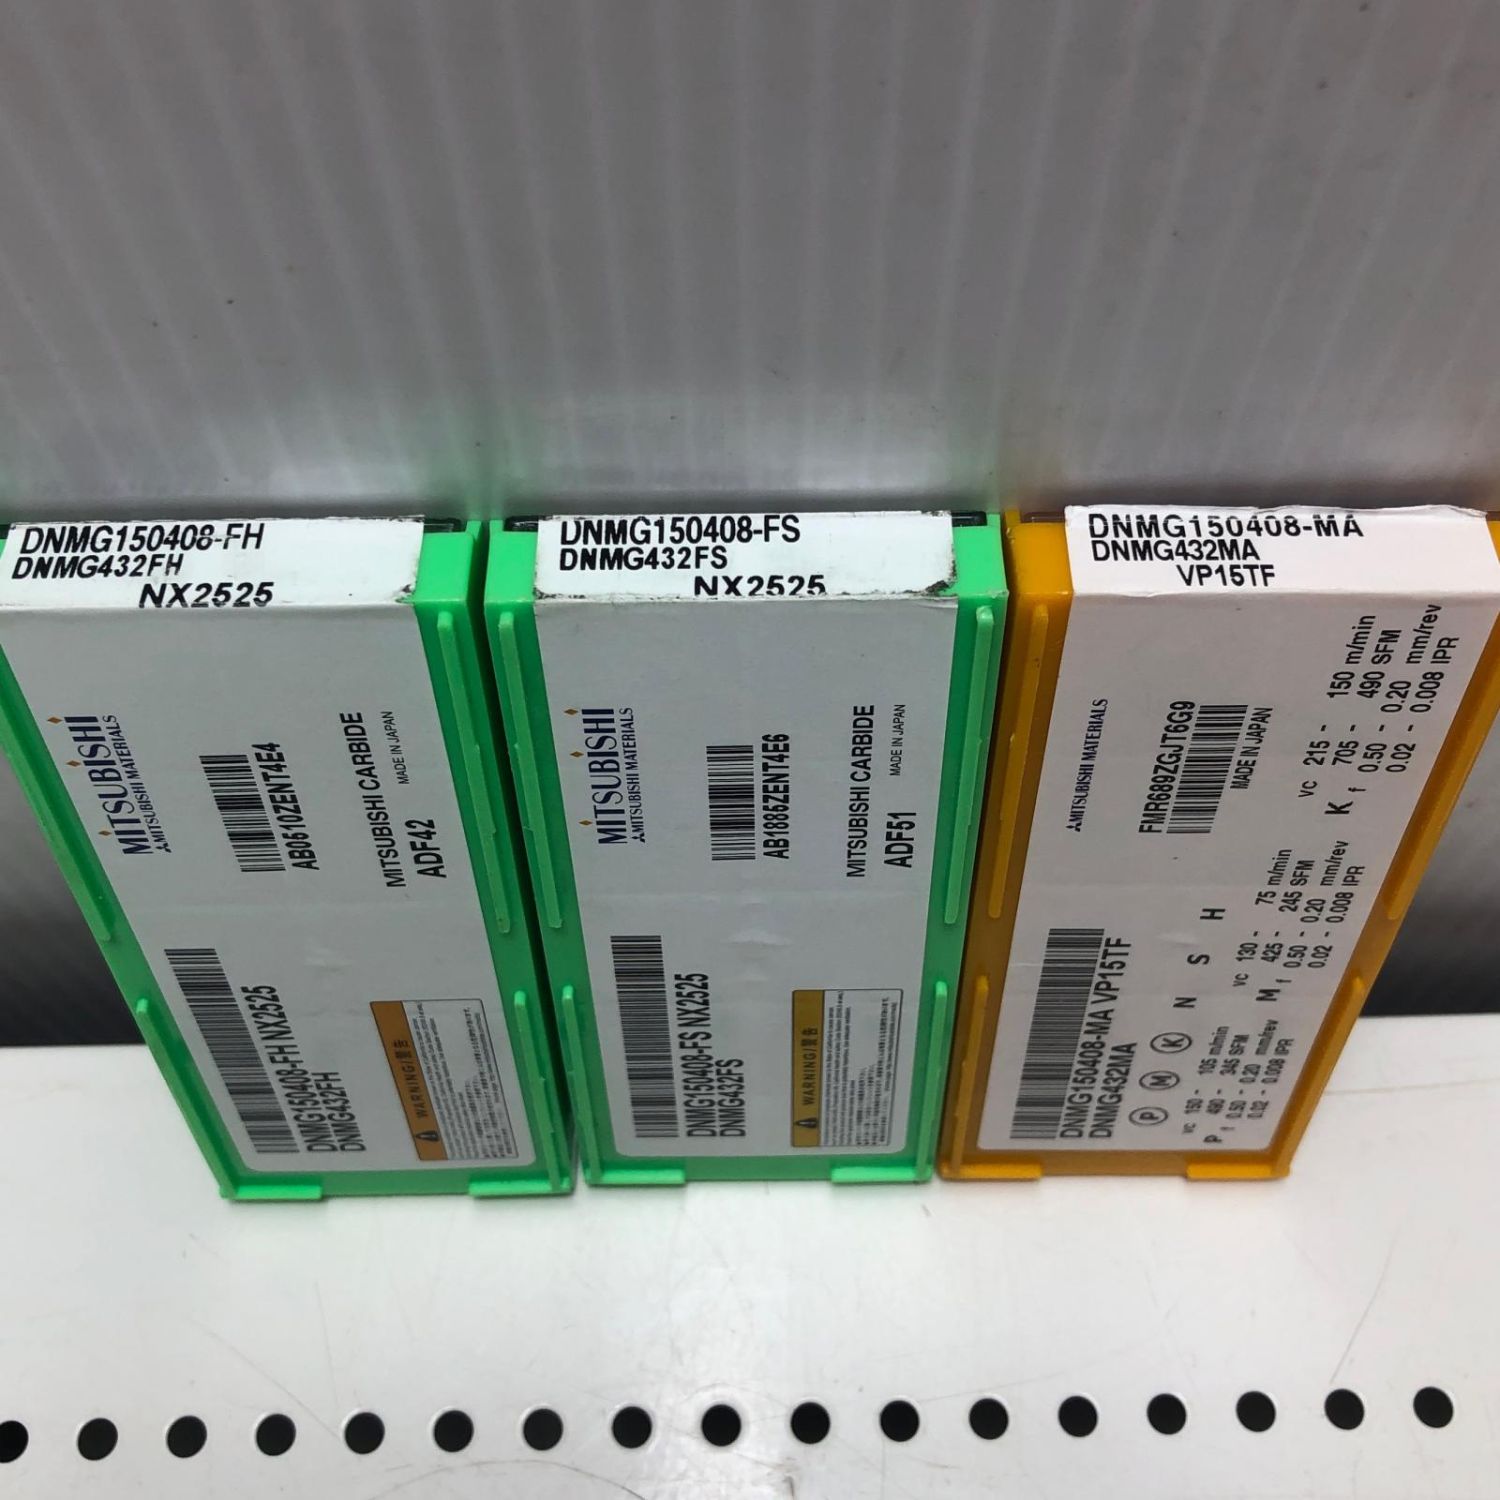 DNMG150408-FH
DNMG432FH
NX2525
MITSUBISHI
MITSUBISHI MATERIALS
AB0510ZENT4E4
MITSUBISHI CARBIDE
ADF42
MADE IN JAPAN
DNMG150408-FH NX2525
DNMG432FH
WARNING/警告
DNMG150408-FS
DNMG432FS
NX2525
MITSUBISHI
MITSUBISHI MATERIALS
AB1885ZENT4E6
MITSUBISHI CARBIDE
ADF51
MADE IN JAPAN
DNMG150408-FS NX2525
DNMG432FS
WARNING/警告
DNMG150408-MA
DNMG432MA
VP15TF
MITSUBISHI MATERIALS
FMR689ZGJT6G9
MADE IN JAPAN
DNMG150408-MA VP15TF
DNMG432MA
P M K N S H
P vc 150 - 105 m/min
490 - 345 SFM
f 0.50 - 0.20 mm/rev
0.02 - 0.008 IPR
M vc 130 - 75 m/min
425 - 245 SFM
f 0.50 - 0.20 mm/rev
0.02 - 0.008 IPR
K vc 215 - 150 m/min
705 - 490 SFM
f 0.50 - 0.20 mm/rev
0.02 - 0.008 IPR